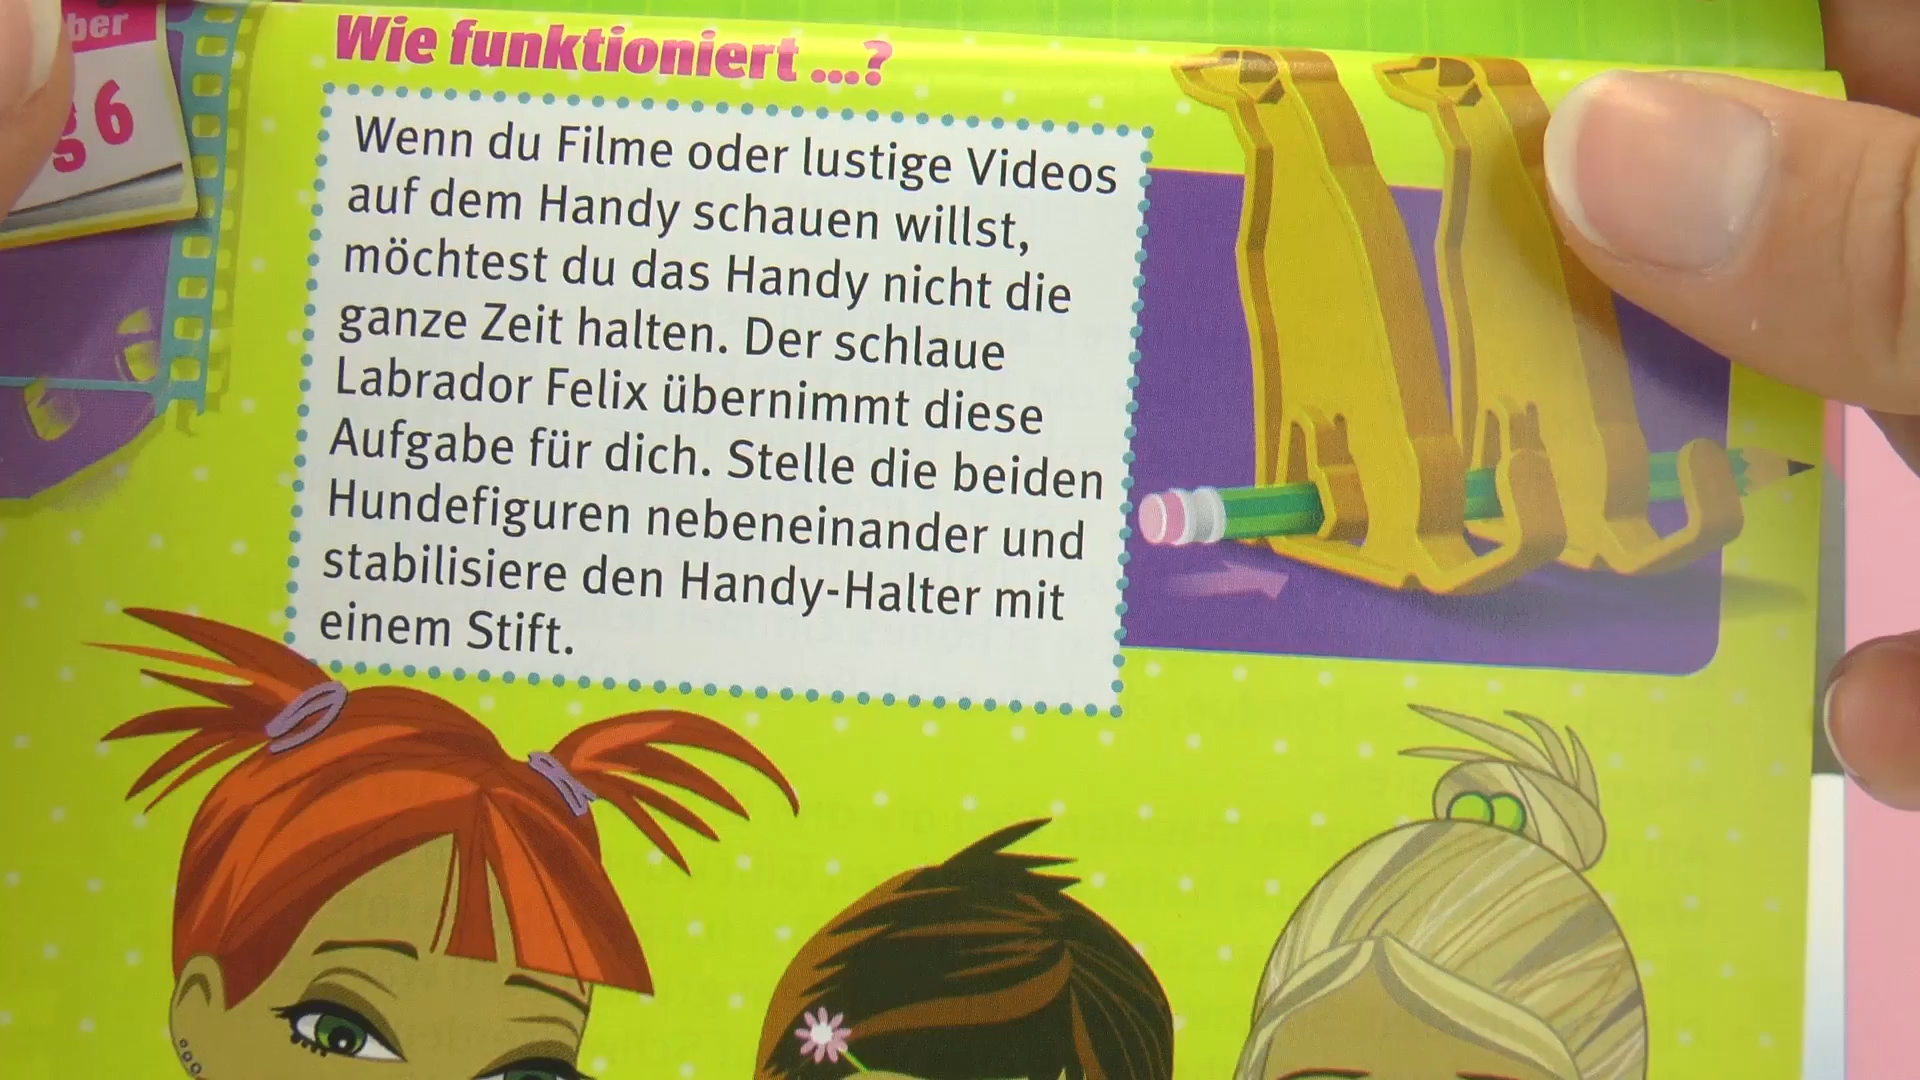 ber
6
Wie funktioniert ...?
Wenn du Filme oder lustige Videos
auf dem Handy schauen willst,
möchtest du das Handy nicht die
ganze Zeit halten. Der schlaue
Labrador Felix übernimmt diese
Aufgabe für dich. Stelle die beiden
Hundefiguren nebeneinander und
stabilisiere den Handy-Halter mit
einem Stift.